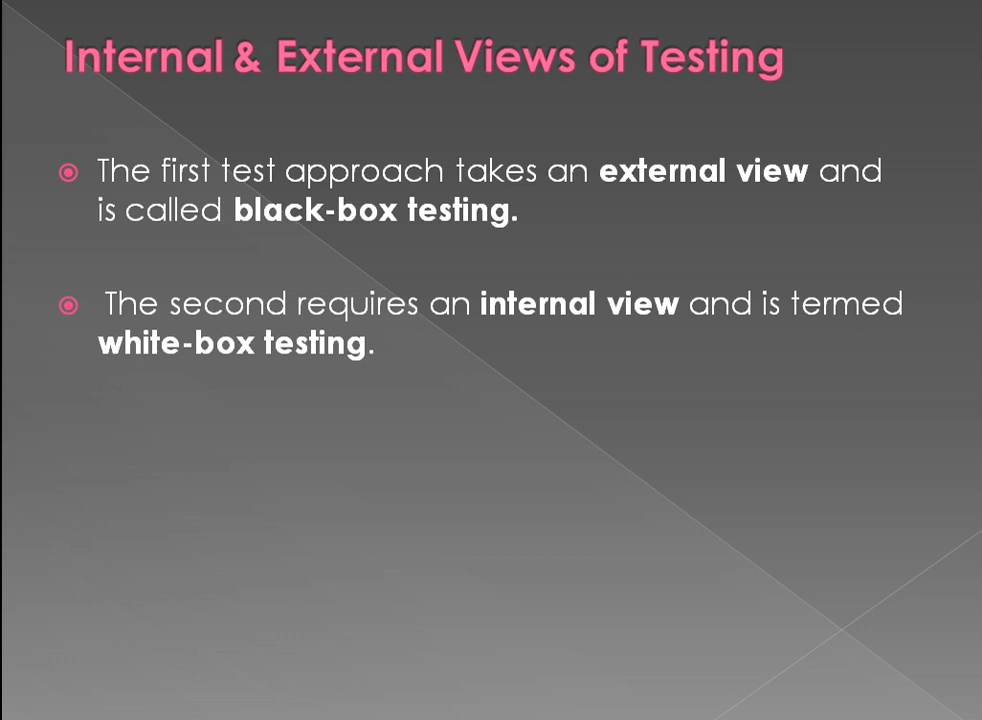 Internal & External Views of Testing
The first test approach takes an external view and
is called black-box testing.
The second requires an internal view and is termed
white-box testing.